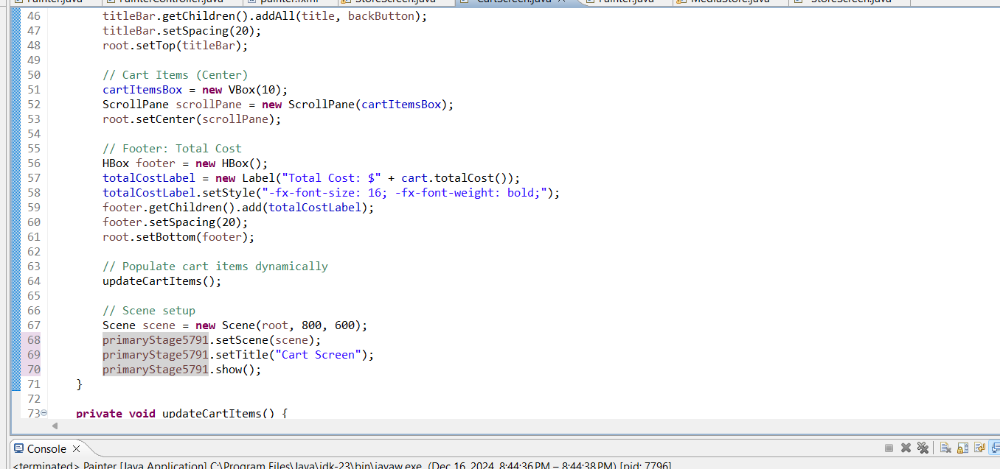 Painter.java PainterController.java painter.fxml StoreScreen.java CartScreen.java Painter.java MediaStore.java StoreScreen.java
46 titleBar.getChildren().addAll(title, backButton);
47 titleBar.setSpacing(20);
48 root.setTop(titleBar);
49
50 // Cart Items (Center)
51 cartItemsBox = new VBox(10);
52 ScrollPane scrollPane = new ScrollPane(cartItemsBox);
53 root.setCenter(scrollPane);
54
55 // Footer: Total Cost
56 HBox footer = new HBox();
57 totalCostLabel = new Label("Total Cost: $" + cart.totalCost());
58 totalCostLabel.setStyle("-fx-font-size: 16; -fx-font-weight: bold;");
59 footer.getChildren().add(totalCostLabel);
60 footer.setSpacing(20);
61 root.setBottom(footer);
62
63 // Populate cart items dynamically
64 updateCartItems();
65
66 // Scene setup
67 Scene scene = new Scene(root, 800, 600);
68 primaryStage5791.setScene(scene);
69 primaryStage5791.setTitle("Cart Screen");
70 primaryStage5791.show();
71 }
72
73 private void updateCartItems() {
Console
<terminated> Painter [Java Application] C:\Program Files\Java\jdk-23\bin\javaw.exe (Dec 16, 2024, 8:44:36 PM – 8:44:38 PM) [pid: 7796]